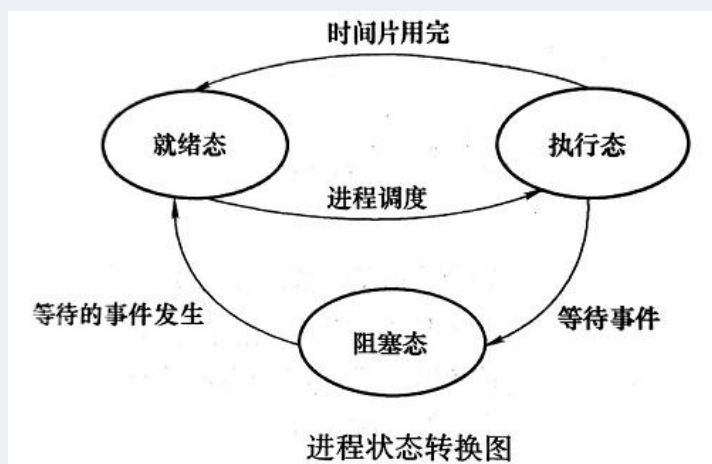 时间片用完
就绪态
执行态
进程调度
等待的事件发生
等待事件
阻塞态
进程状态转换图